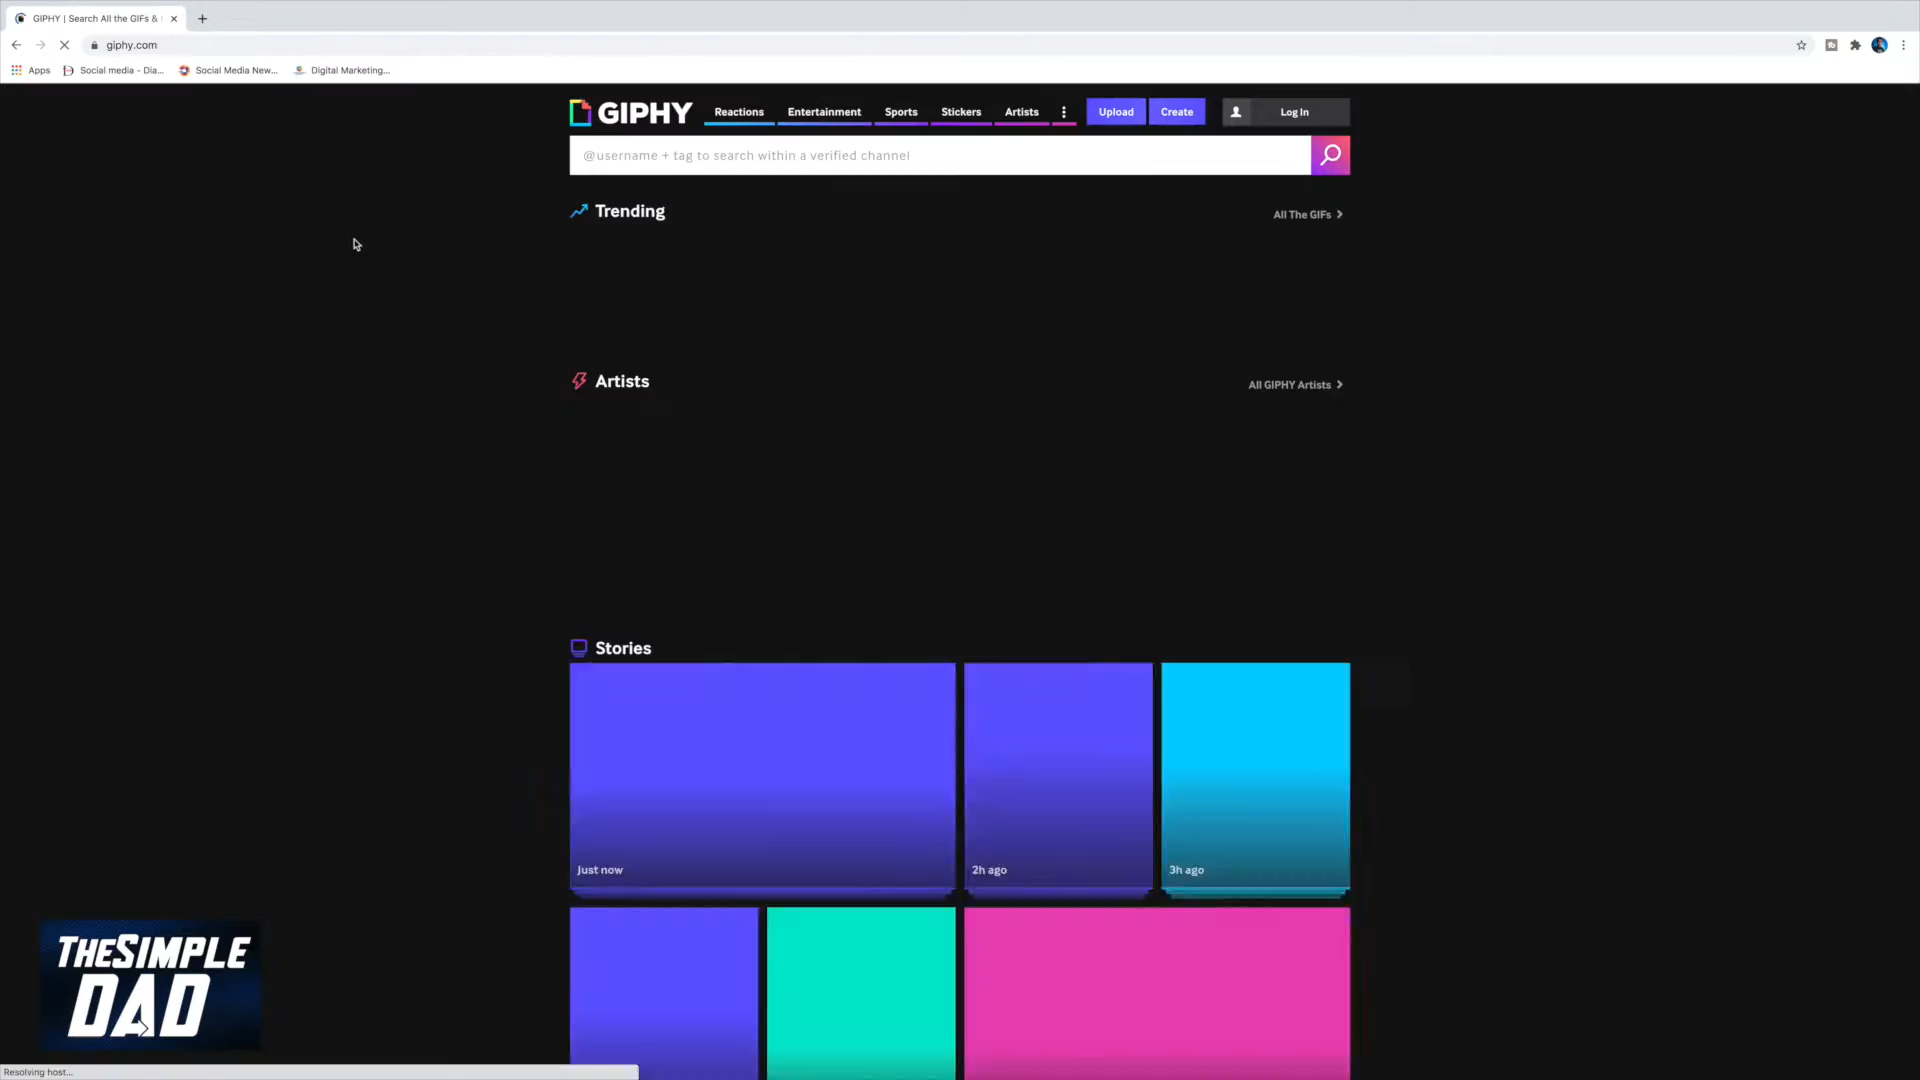 GIPHY | Search All the GIFs &
giphy.com
Apps
Social media - Dia...
Social Media New...
Digital Marketing...
GIPHY
Reactions
Entertainment
Sports
Stickers
Artists
Upload
Create
Log In
@username + tag to search within a verified channel
Trending
All The GIFs
Artists
All GIPHY Artists
Stories
Just now
2h ago
3h ago
THESIMPLE
DAD
Resolving host...